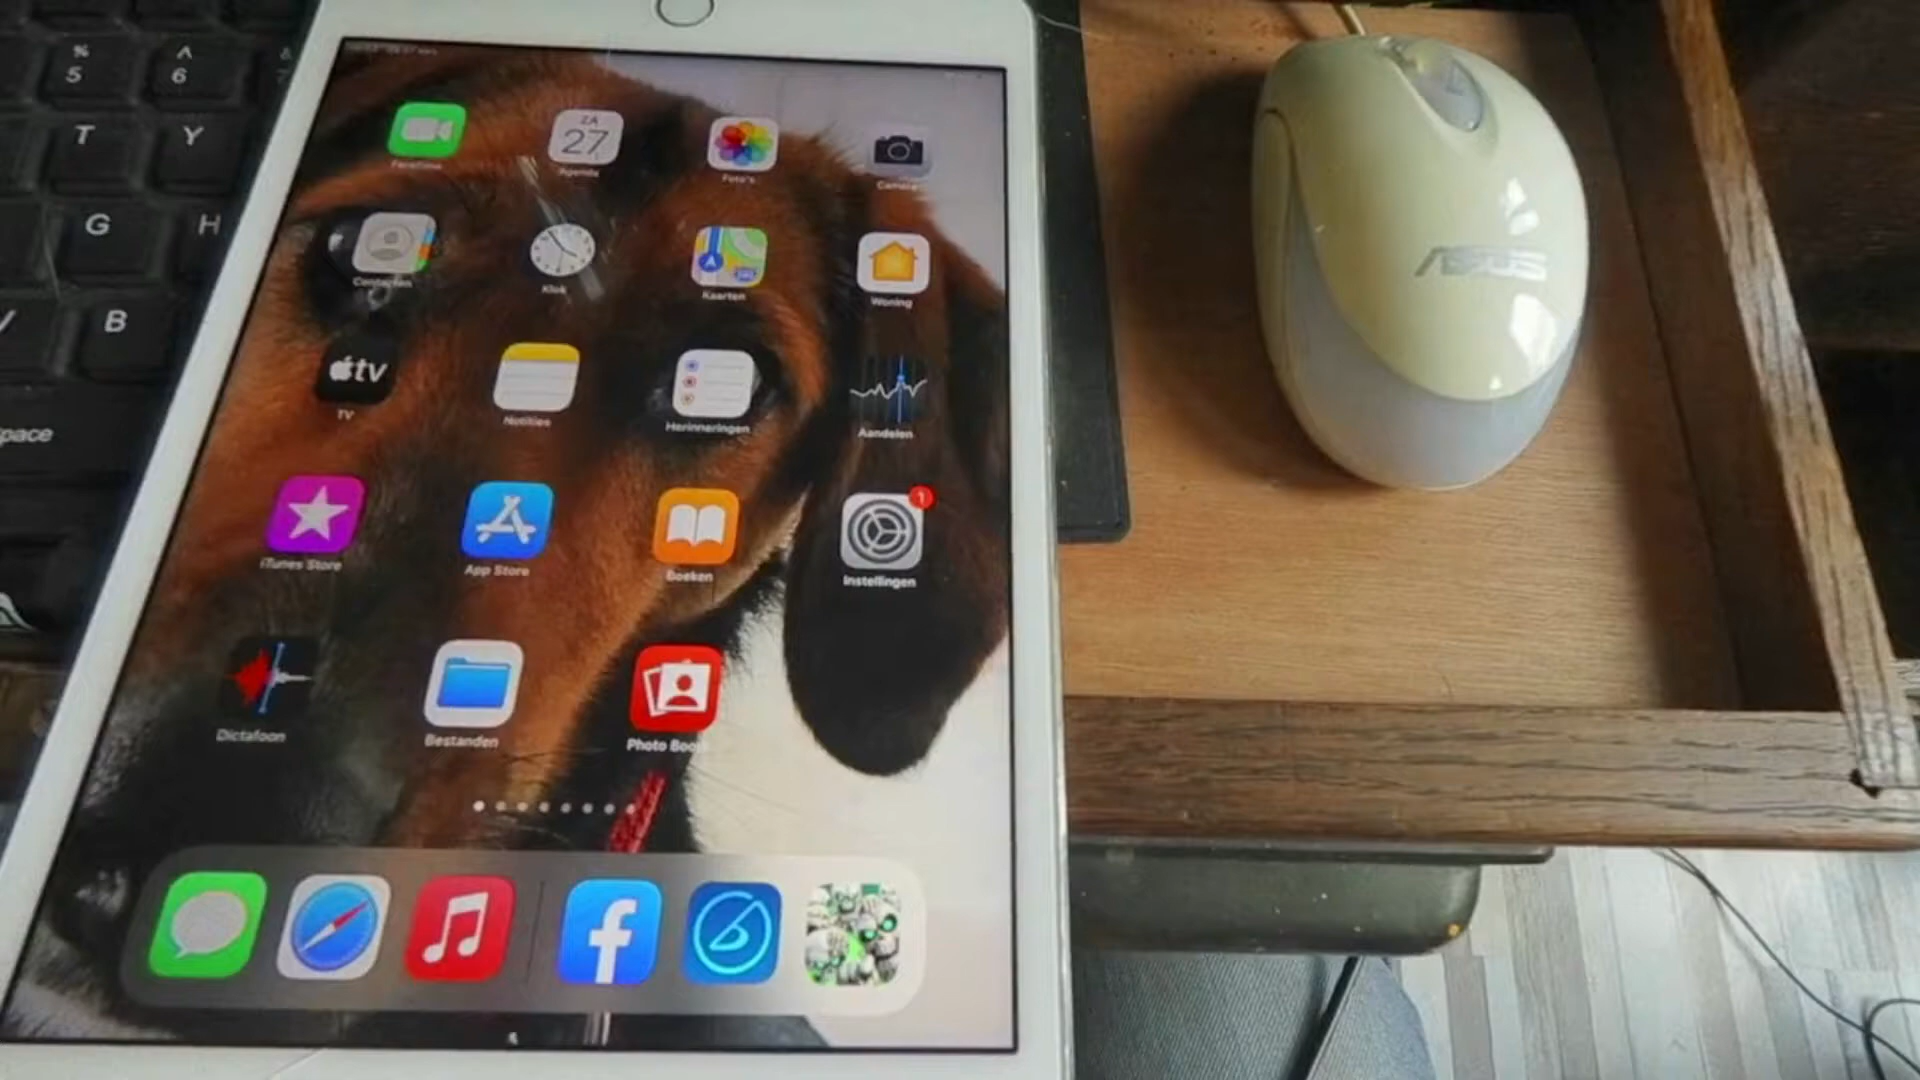 %
5
^
6
T
Y
G
H
B
pace
ZA
27
FaceTime
Agenda
Foto's
Camera
Contacten
Klok
Kaarten
Woning
tv
TV
Notities
Herinneringen
Aandelen
1
iTunes Store
App Store
Boeken
Instellingen
Dictafoon
Bestanden
Photo Boo
f
ASUS